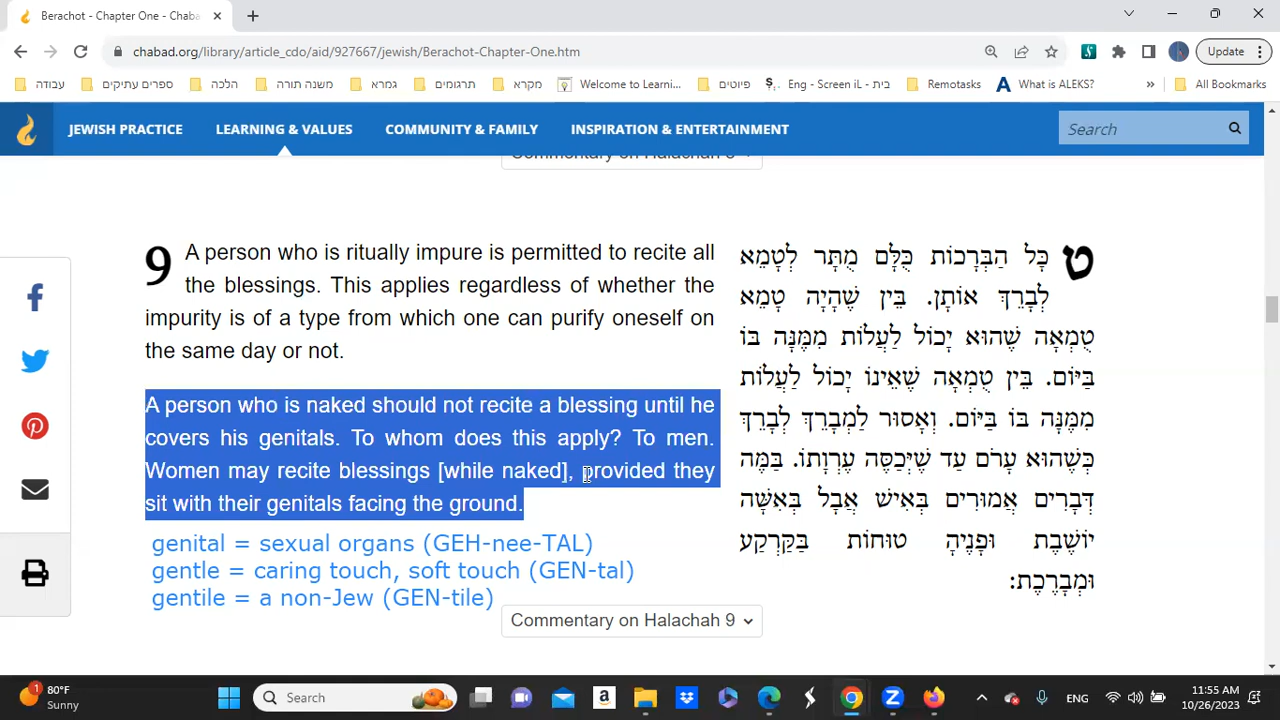 Berachot - Chapter One - Chaba
chabad.org/library/article_cdo/aid/927667/jewish/Berachot-Chapter-One.htm
Update
עבודה
ספרים עתיקים
הלכה
משנה תורה
גמרא
תרגומים
מקרא
Welcome to Learni...
פיוטים
Eng - Screen iL - בית
Remotasks
What is ALEKS?
»
All Bookmarks
JEWISH PRACTICE
LEARNING & VALUES
COMMUNITY & FAMILY
INSPIRATION & ENTERTAINMENT
Search
Commentary on Halachah
9 A person who is ritually impure is permitted to recite all
the blessings. This applies regardless of whether the
impurity is of a type from which one can purify oneself on
the same day or not.
A person who is naked should not recite a blessing until he
covers his genitals. To whom does this apply? To men.
Women may recite blessings [while naked], provided they
sit with their genitals facing the ground.
genital = sexual organs (GEH-nee-TAL)
gentle = caring touch, soft touch (GEN-tal)
gentile = a non-Jew (GEN-tile)
ט כָּל הַבְּרָכוֹת כֻּלָּם מֻתָּר לְטָמֵא
לְבָרֵךְ אוֹתָן. בֵּין שֶׁהָיָה טָמֵא
טֻמְאָה שֶׁהוּא יָכוֹל לַעֲלוֹת מִמֶּנָּה בּוֹ
בַּיּוֹם. בֵּין טֻמְאָה שֶׁאֵינוֹ יָכוֹל לַעֲלוֹת
מִמֶּנָּה בּוֹ בַּיּוֹם. וְאָסוּר לַמְבָרֵךְ לְבָרֵךְ
כְּשֶׁהוּא עָרֹם עַד שֶׁיְּכַסֶּה עֶרְוָתוֹ. בַּמֶּה
דְּבָרִים אֲמוּרִים בְּאִישׁ אֲבָל בְּאִשָּׁה
יוֹשֶׁבֶת וּפָנֶיהָ טוּחוֹת בַּקַּרְקַע
וּמְבָרֶכֶת:
Commentary on Halachah 9
1
80°F
Sunny
Search
ENG
11:55 AM
10/26/2023